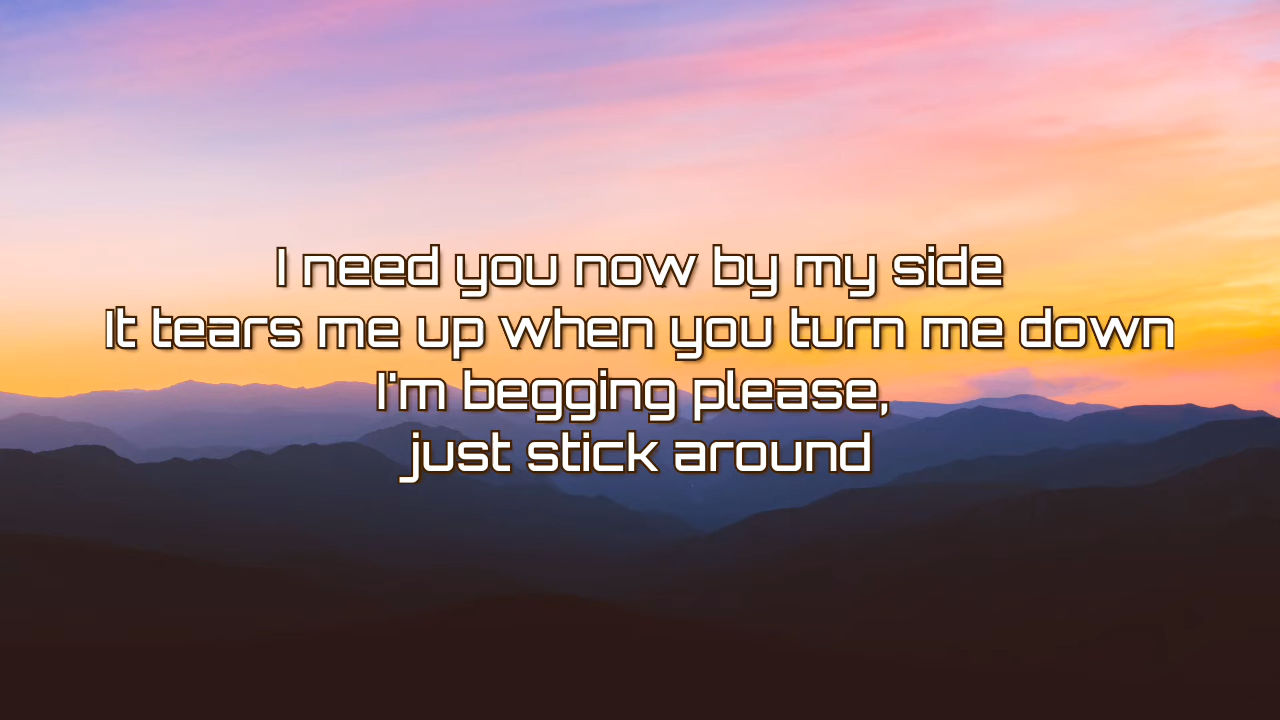 I need you now by my side
It tears me up when you turn me down
I'm begging please,
just stick around